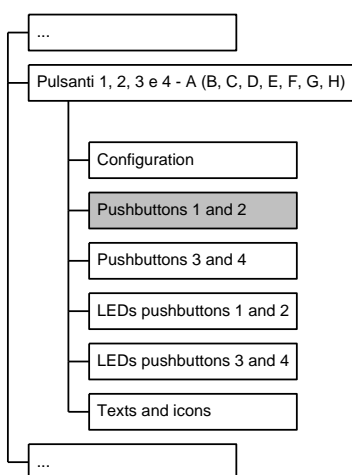 ...
Pulsanti 1, 2, 3 e 4 - A (B, C, D, E, F, G, H)
Configuration
Pushbuttons 1 and 2
Pushbuttons 3 and 4
LEDs pushbuttons 1 and 2
LEDs pushbuttons 3 and 4
Texts and icons
...